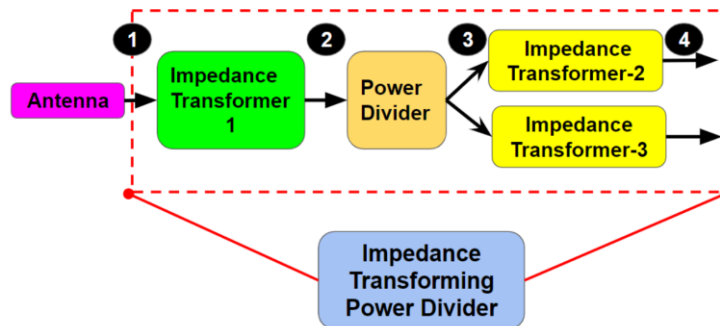 1
2
3
4
Antenna
Impedance
Transformer
1
Power
Divider
Impedance
Transformer-2
Impedance
Transformer-3
Impedance
Transforming
Power Divider